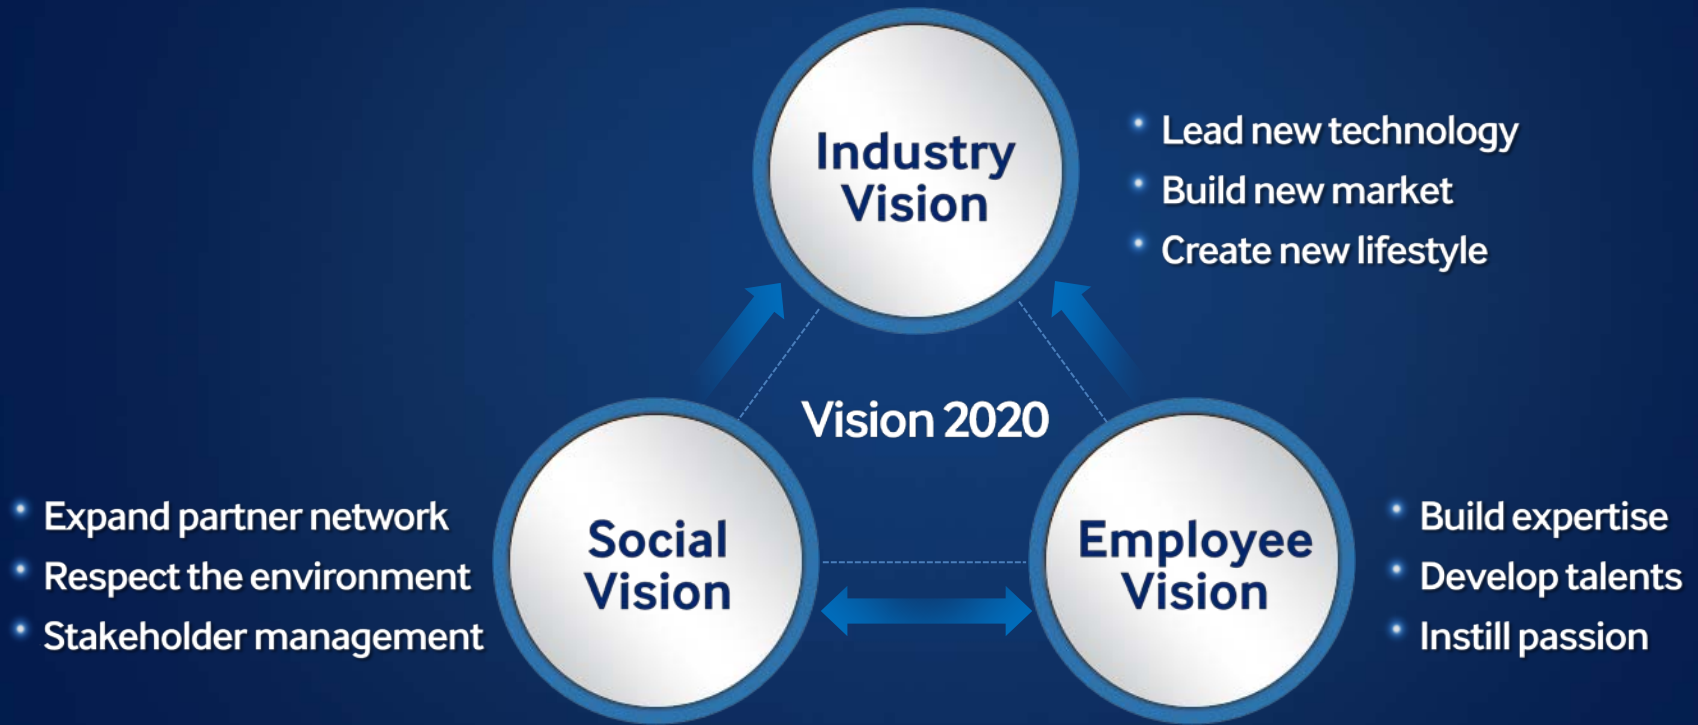 Industry
Vision
• Lead new technology
• Build new market
• Create new lifestyle
Vision 2020
• Expand partner network
• Respect the environment
• Stakeholder management
Social
Vision
Employee
Vision
• Build expertise
• Develop talents
• Instill passion